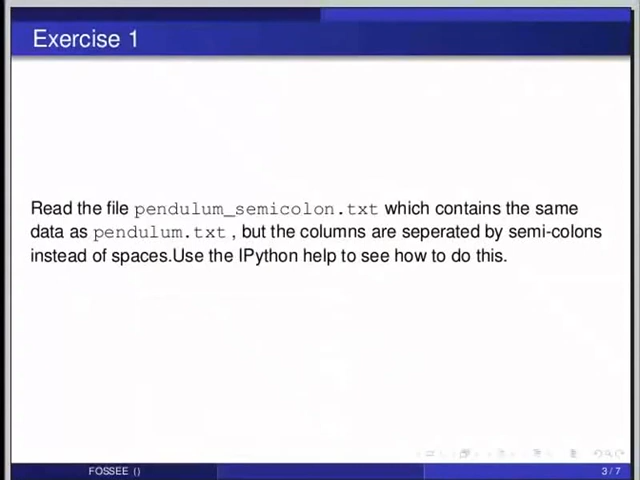 Exercise 1
Read the file pendulum_semicolon.txt which contains the same
data as pendulum.txt , but the columns are seperated by semi-colons
instead of spaces.Use the IPython help to see how to do this.
FOSSEE ()
3 / 7